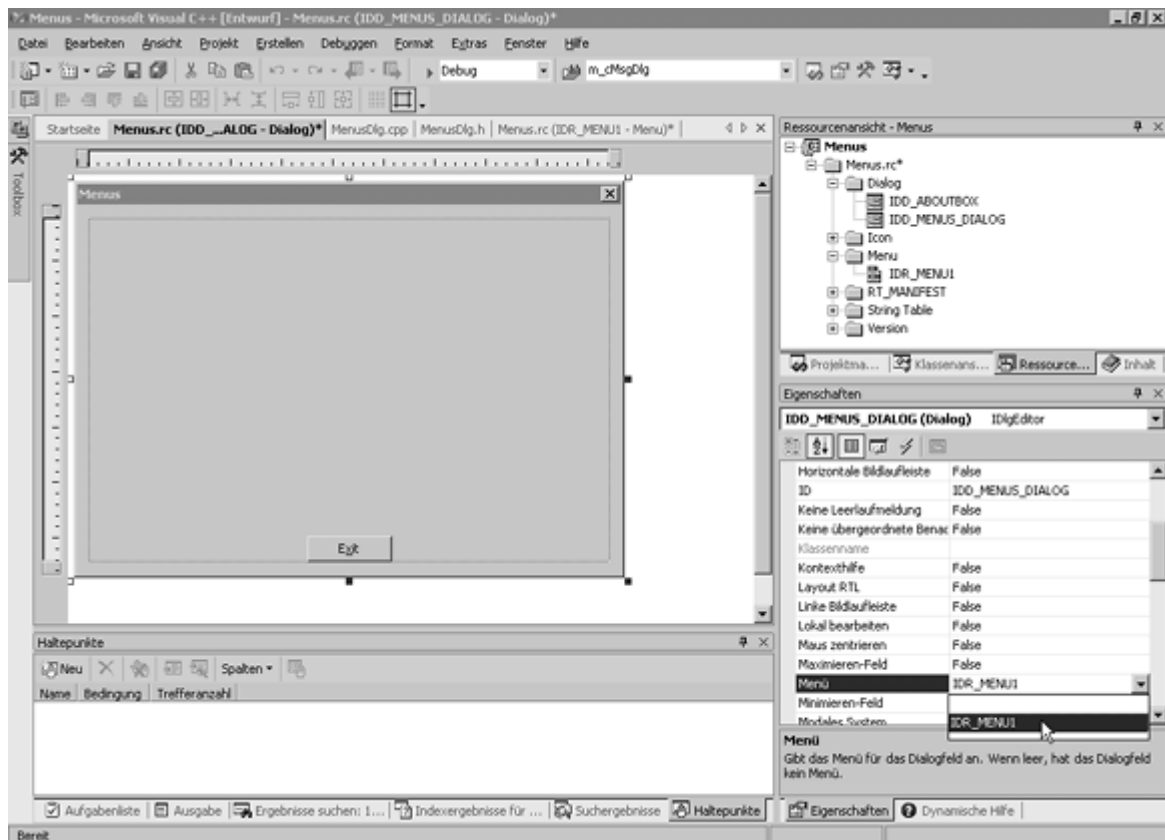 Menus - Microsoft Visual C++ [Entwurf] - Menus.rc (IDD_MENUS_DIALOG - Dialog)*
Datei Bearbeiten Ansicht Projekt Erstellen Debuggen Format Extras Fenster Hilfe
Debug m_cMsgDlg
Startseite Menus.rc (IDD_...ALOG - Dialog)* MenusDlg.cpp MenusDlg.h Menus.rc (IDR_MENU1 - Menu)*
Toolbox
Menus
Exit
Ressourcenansicht - Menus
Menus
Menus.rc*
Dialog
IDD_ABOUTBOX
IDD_MENUS_DIALOG
Icon
Menu
IDR_MENU1
RT_MANIFEST
String Table
Version
Projektma... Klassenans... Ressource... Inhalt
Eigenschaften
IDD_MENUS_DIALOG (Dialog) IDlgEditor
Horizontale Bildlaufleiste False
ID IDD_MENUS_DIALOG
Keine Leerlaufmeldung False
Keine übergeordnete Benac False
Klassenname
Kontexthilfe False
Layout RTL False
Linke Bildlaufleiste False
Lokal bearbeiten False
Maus zentrieren False
Maximieren-Feld False
Menü IDR_MENU1
Minimieren-Feld
Modales System IDR_MENU1
Menü
Gibt das Menü für das Dialogfeld an. Wenn leer, hat das Dialogfeld
kein Menü.
Eigenschaften Dynamische Hilfe
Haltepunkte
Neu Spalten
Name Bedingung Trefferanzahl
Aufgabenliste Ausgabe Ergebnisse suchen: 1... Indexergebnisse für ... Suchergebnisse Haltepunkte
Bereit